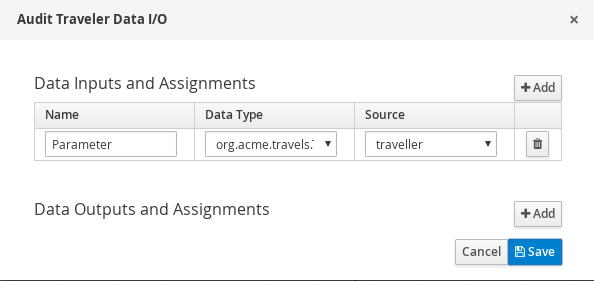 Audit Traveler Data I/O ×
Data Inputs and Assignments
+ Add
Name Data Type Source
Parameter org.acme.travels. traveller
Data Outputs and Assignments
+ Add
Cancel Save